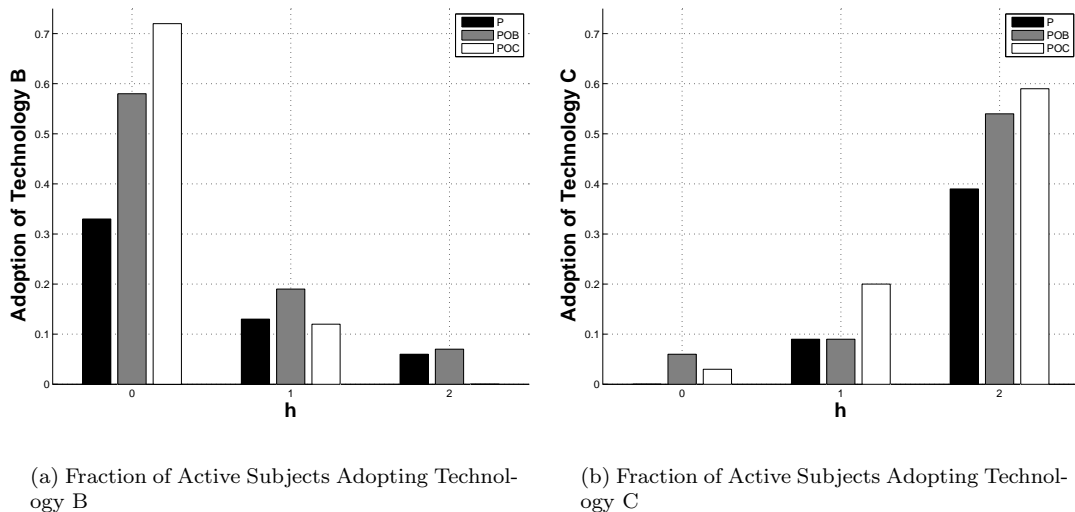 Adoption of Technology B
0.7
0.6
0.5
0.4
0.3
0.2
0.1
0
0 1 2
h
P
POB
POC
(a) Fraction of Active Subjects Adopting Technol-
ogy B
Adoption of Technology C
0.7
0.6
0.5
0.4
0.3
0.2
0.1
0
0 1 2
h
P
POB
POC
(b) Fraction of Active Subjects Adopting Technol-
ogy C